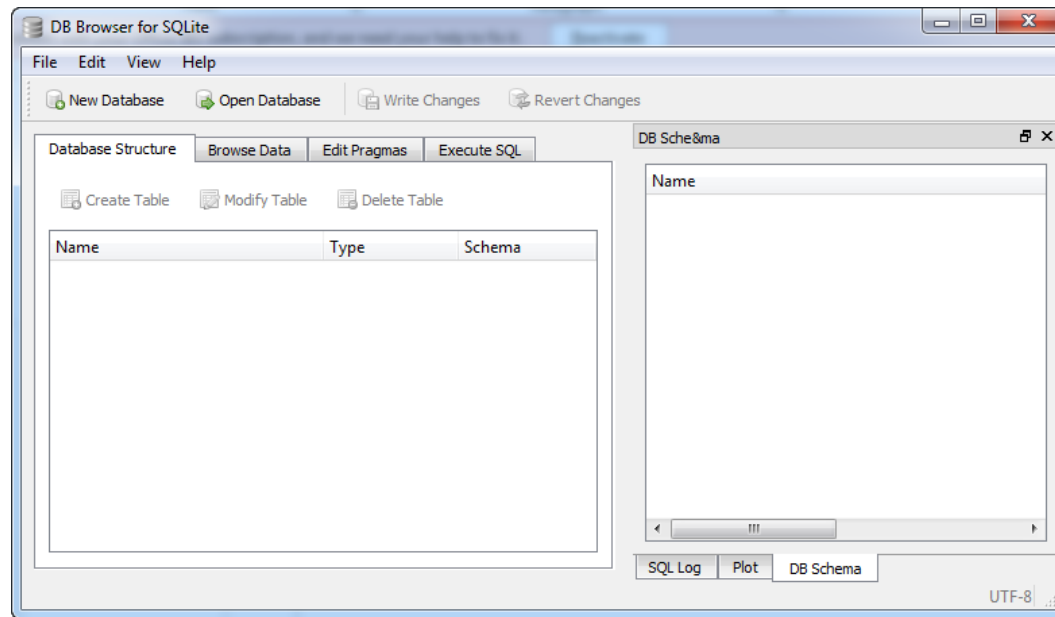 DB Browser for SQLite
File Edit View Help
New Database Open Database Write Changes Revert Changes
Database Structure Browse Data Edit Pragmas Execute SQL
Create Table Modify Table Delete Table
Name Type Schema
DB Sche&ma
Name
SQL Log Plot DB Schema
UTF-8